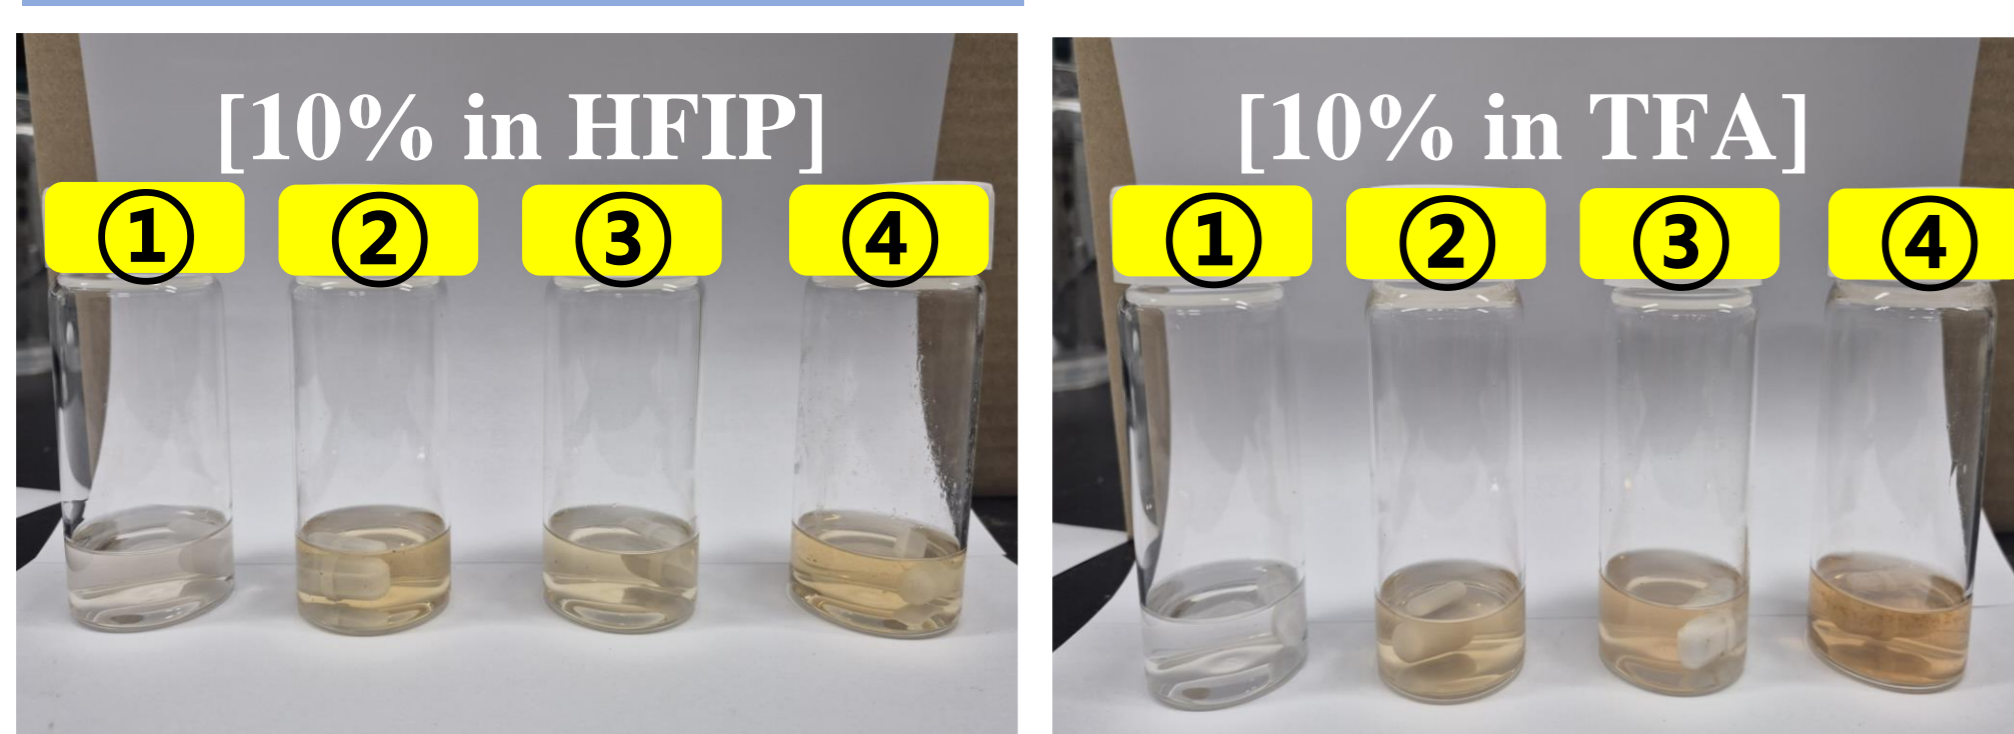 [10% in HFIP]
① ② ③ ④
[10% in TFA]
① ② ③ ④